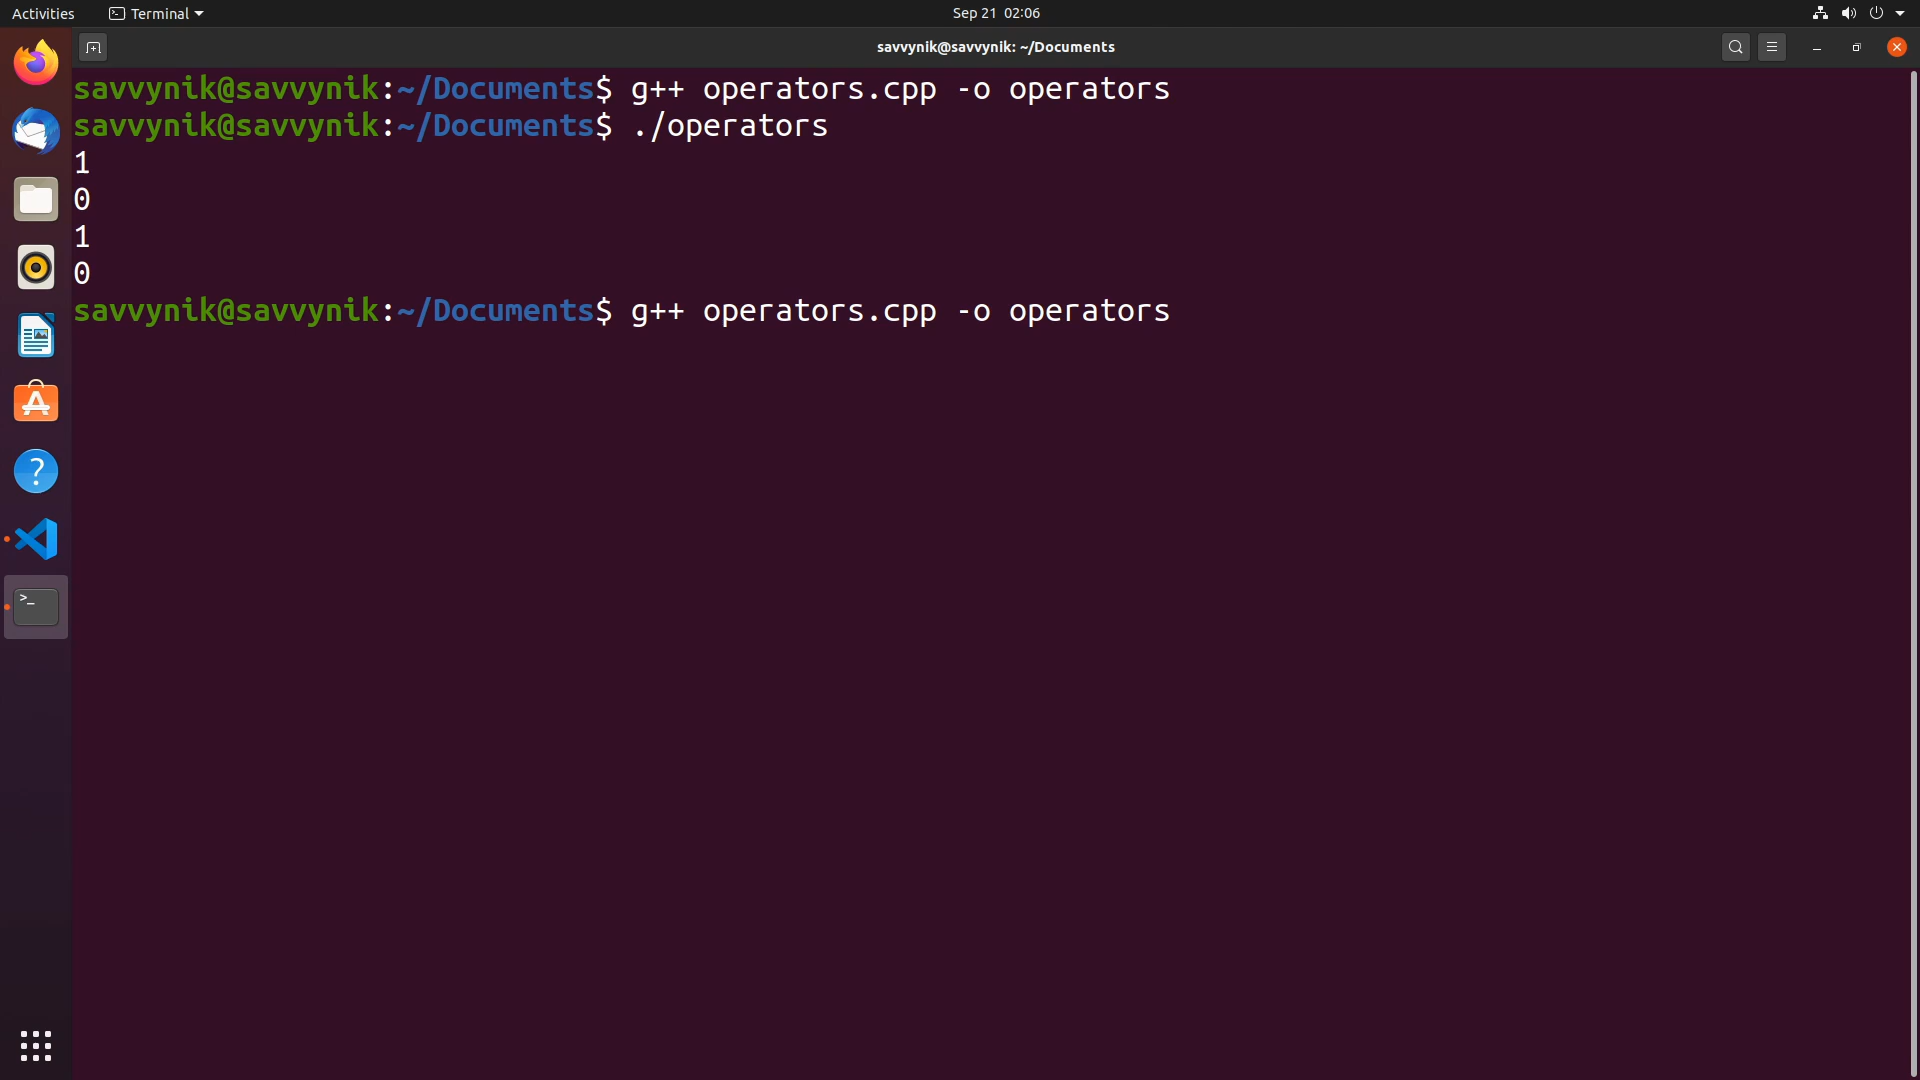 Activities
Terminal
Sep 21 02:06
savvynik@savvynik: ~/Documents
savvynik@savvynik:~/Documents$ g++ operators.cpp -o operators
savvynik@savvynik:~/Documents$ ./operators
1
0
1
0
savvynik@savvynik:~/Documents$ g++ operators.cpp -o operators